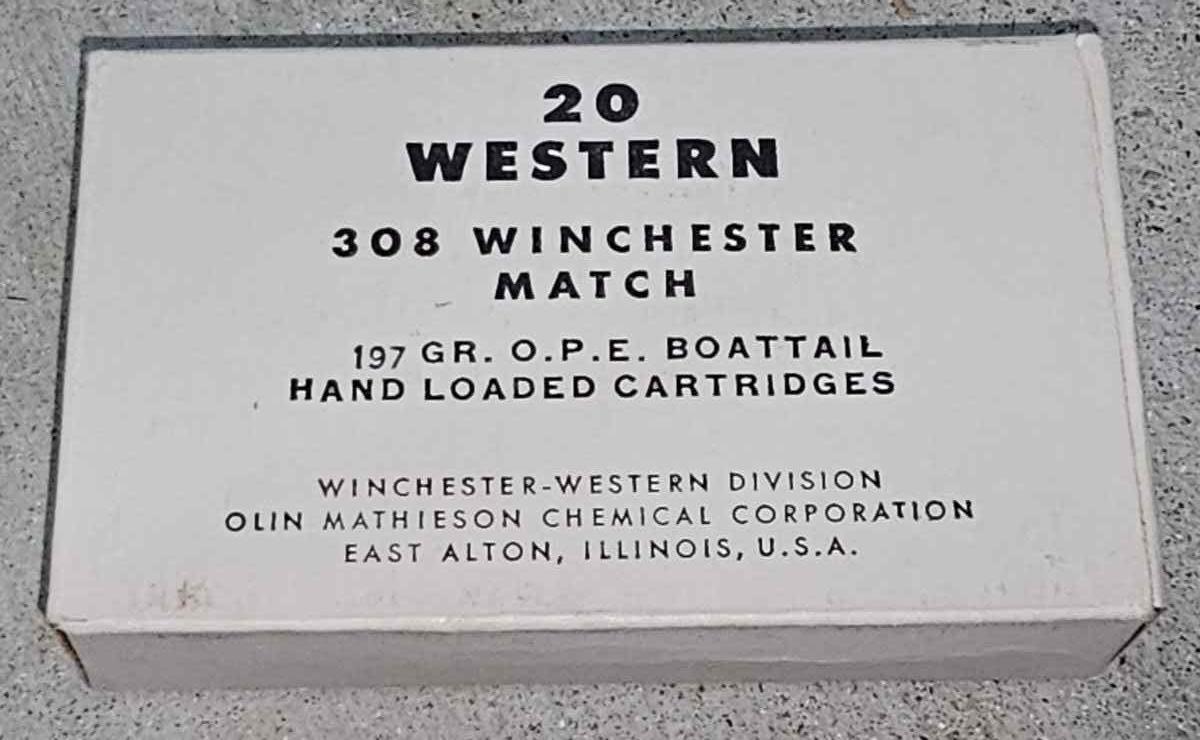 20
WESTERN
308 WINCHESTER
MATCH
197 GR. O.P.E. BOATTAIL
HAND LOADED CARTRIDGES
WINCHESTER-WESTERN DIVISION
OLIN MATHIESON CHEMICAL CORPORATION
EAST ALTON, ILLINOIS, U.S.A.